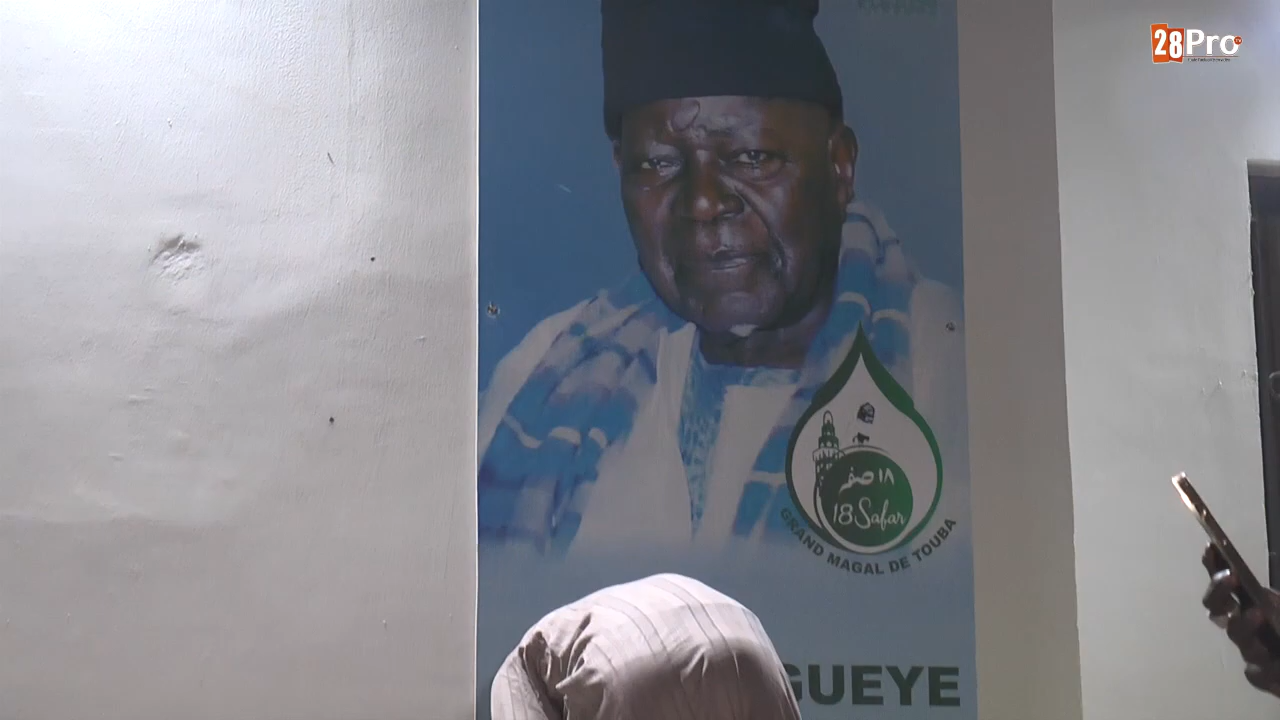 28Pro
١٨ صفر
18 Safar
GRAND MAGAL DE TOUBA
GUEYE